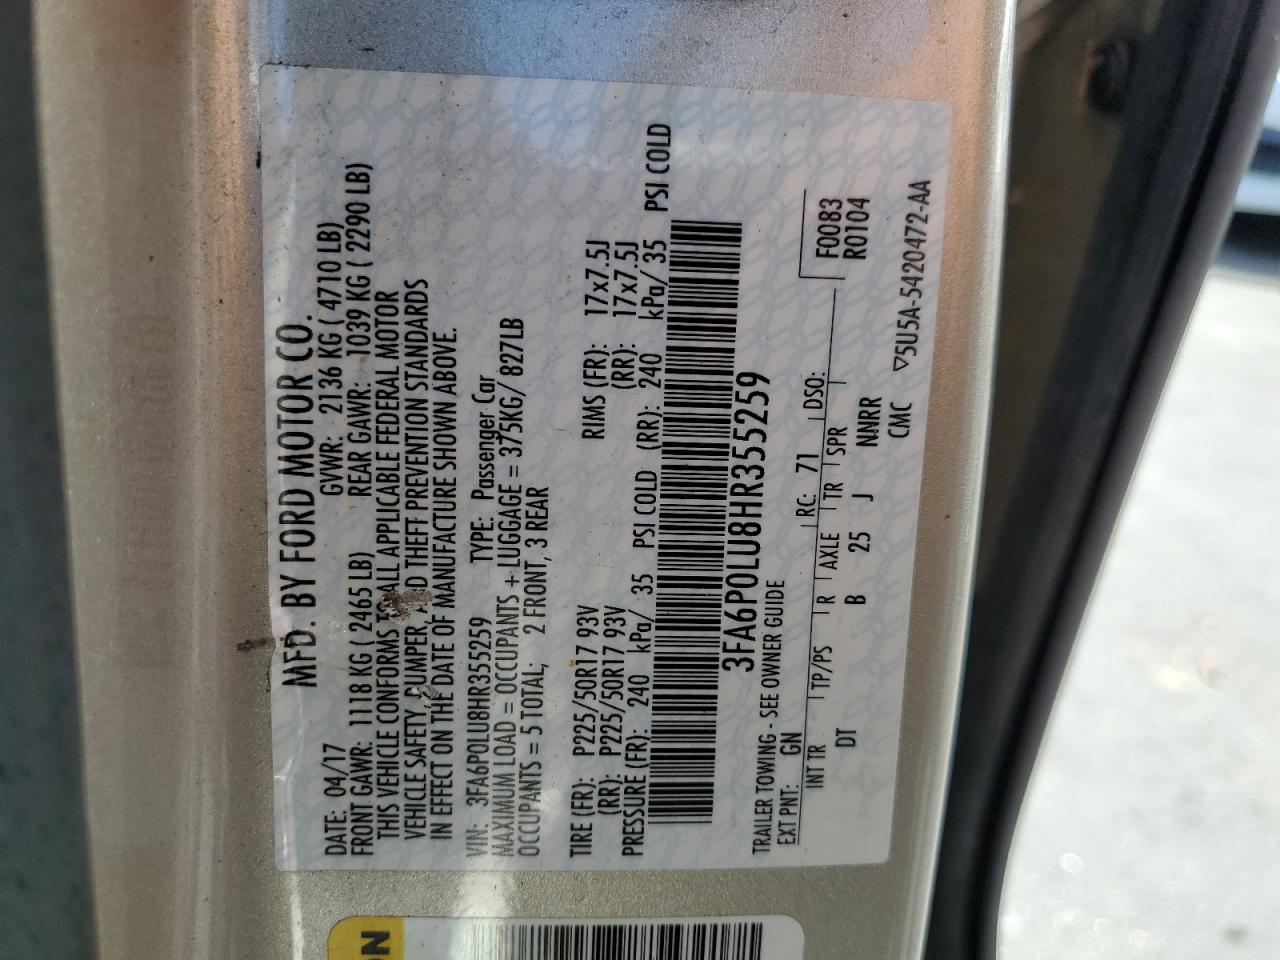 MFD. BY FORD MOTOR CO.
DATE: 04/17 GVWR: 2136 KG ( 4710 LB)
FRONT GAWR: 1118 KG ( 2465 LB) REAR GAWR: 1039 KG ( 2290 LB)
THIS VEHICLE CONFORMS TO ALL APPLICABLE FEDERAL MOTOR
VEHICLE SAFETY, BUMPER, AND THEFT PREVENTION STANDARDS
IN EFFECT ON THE DATE OF MANUFACTURE SHOWN ABOVE.
VIN: 3FA6P0LU8HR355259 TYPE: Passenger Car
MAXIMUM LOAD = OCCUPANTS + LUGGAGE = 375KG/ 827LB
OCCUPANTS = 5 TOTAL, 2 FRONT, 3 REAR
TIRE (FR): P225/50R17 93V RIMS (FR): 17x7.5J
(RR): P225/50R17 93V (RR): 17x7.5J
PRESSURE (FR): 240 kPa/ 35 PSI COLD (RR): 240 kPa/ 35 PSI COLD
3FA6P0LU8HR355259
TRAILER TOWING - SEE OWNER GUIDE
EXT PNT: GN RC: 71 DSO: F0083
INT TR TP/PS R AXLE TR SPR R0104
DT B 25 J NNRR
CMC ▽5U5A-5420472-AA